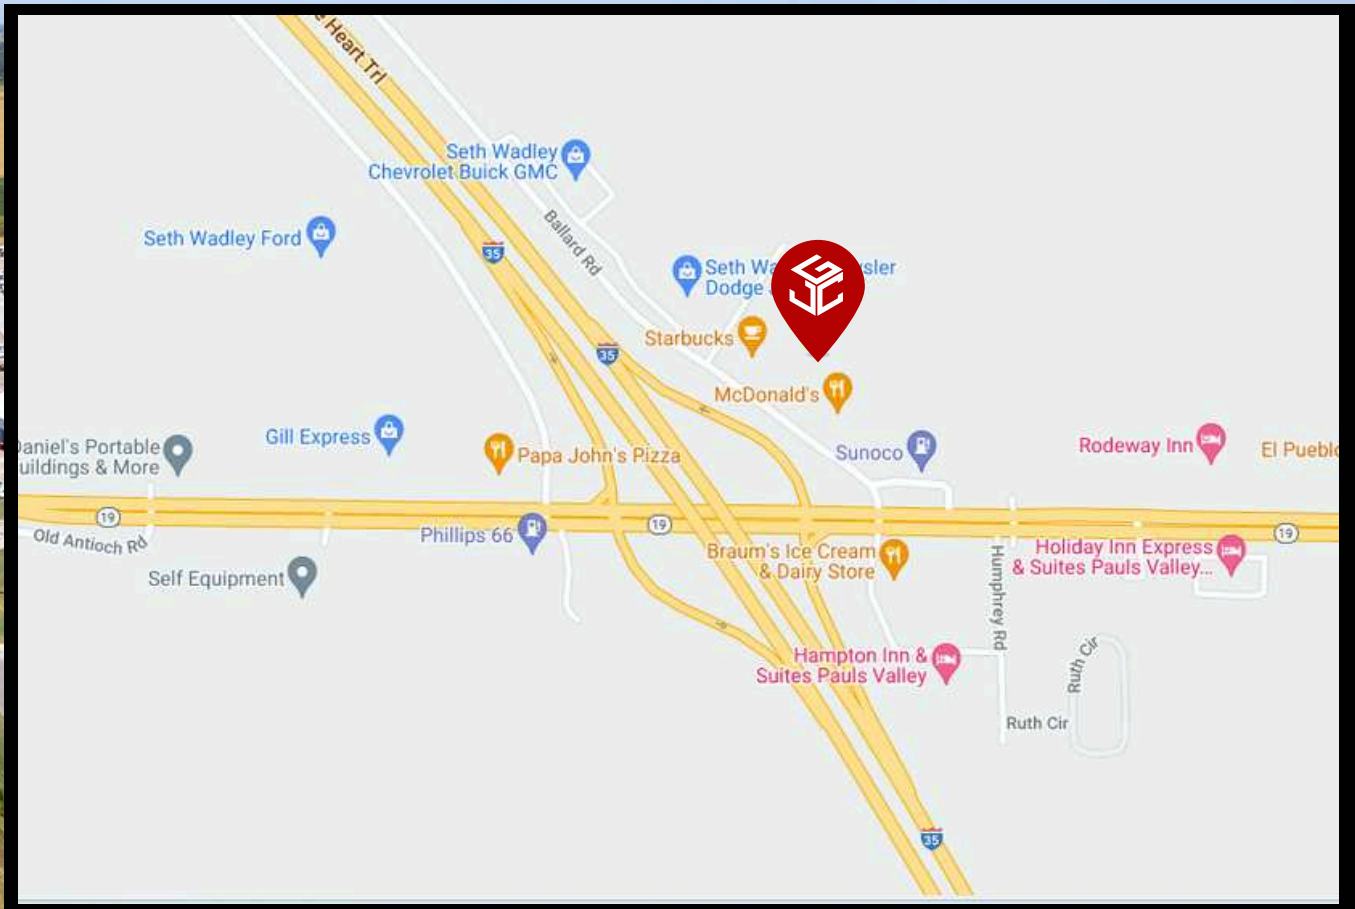 e Heart Trl
Seth Wadley
Chevrolet Buick GMC
Ballard Rd
Seth Wadley Ford
35
Seth Wa sler
Dodge
GJC
Starbucks
35
McDonald's
Gill Express
Daniel's Portable
uildings & More
Papa John's Pizza
Sunoco
Rodeway Inn
El Pueblo
19
Old Antioch Rd
Phillips 66
19
19
Braum's Ice Cream
& Dairy Store
Humphrey Rd
Holiday Inn Express
& Suites Pauls Valley...
Self Equipment
Hampton Inn &
Suites Pauls Valley
Ruth Cir
Ruth Cir
35